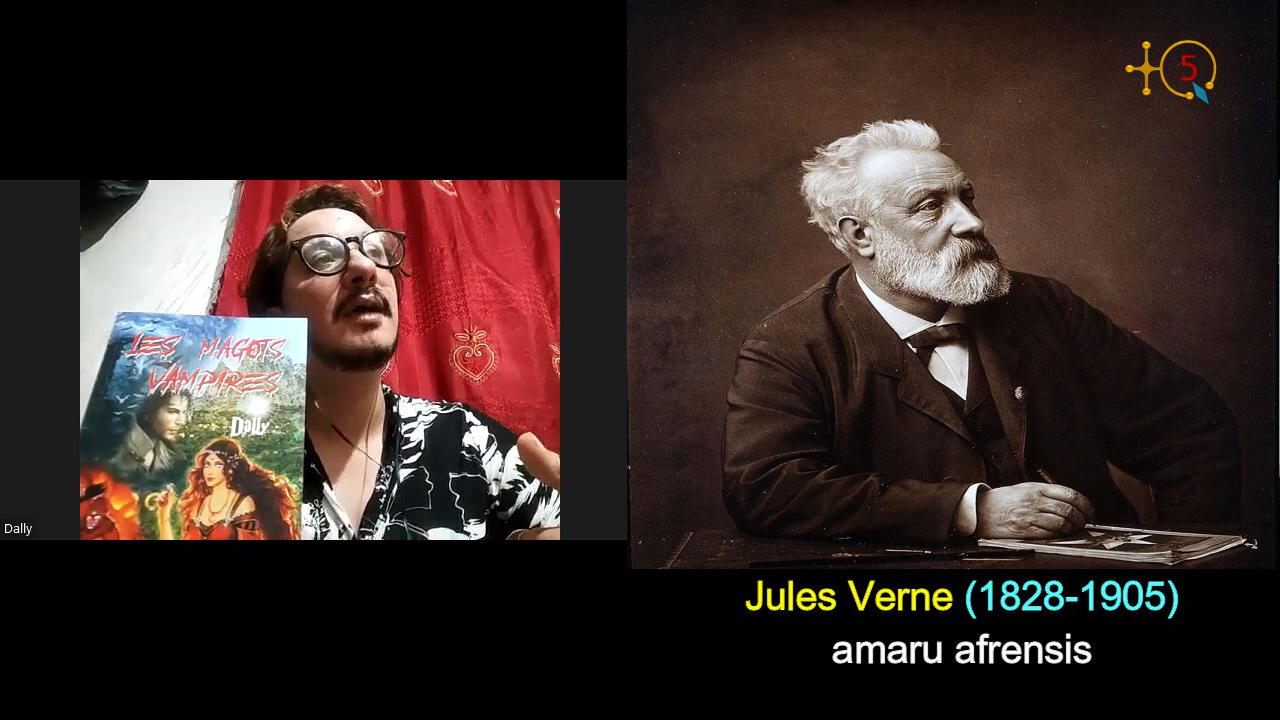 5
LES MAGOTS
VAMPIRES
Dally
Dally
Jules Verne (1828-1905)
amaru afrensis